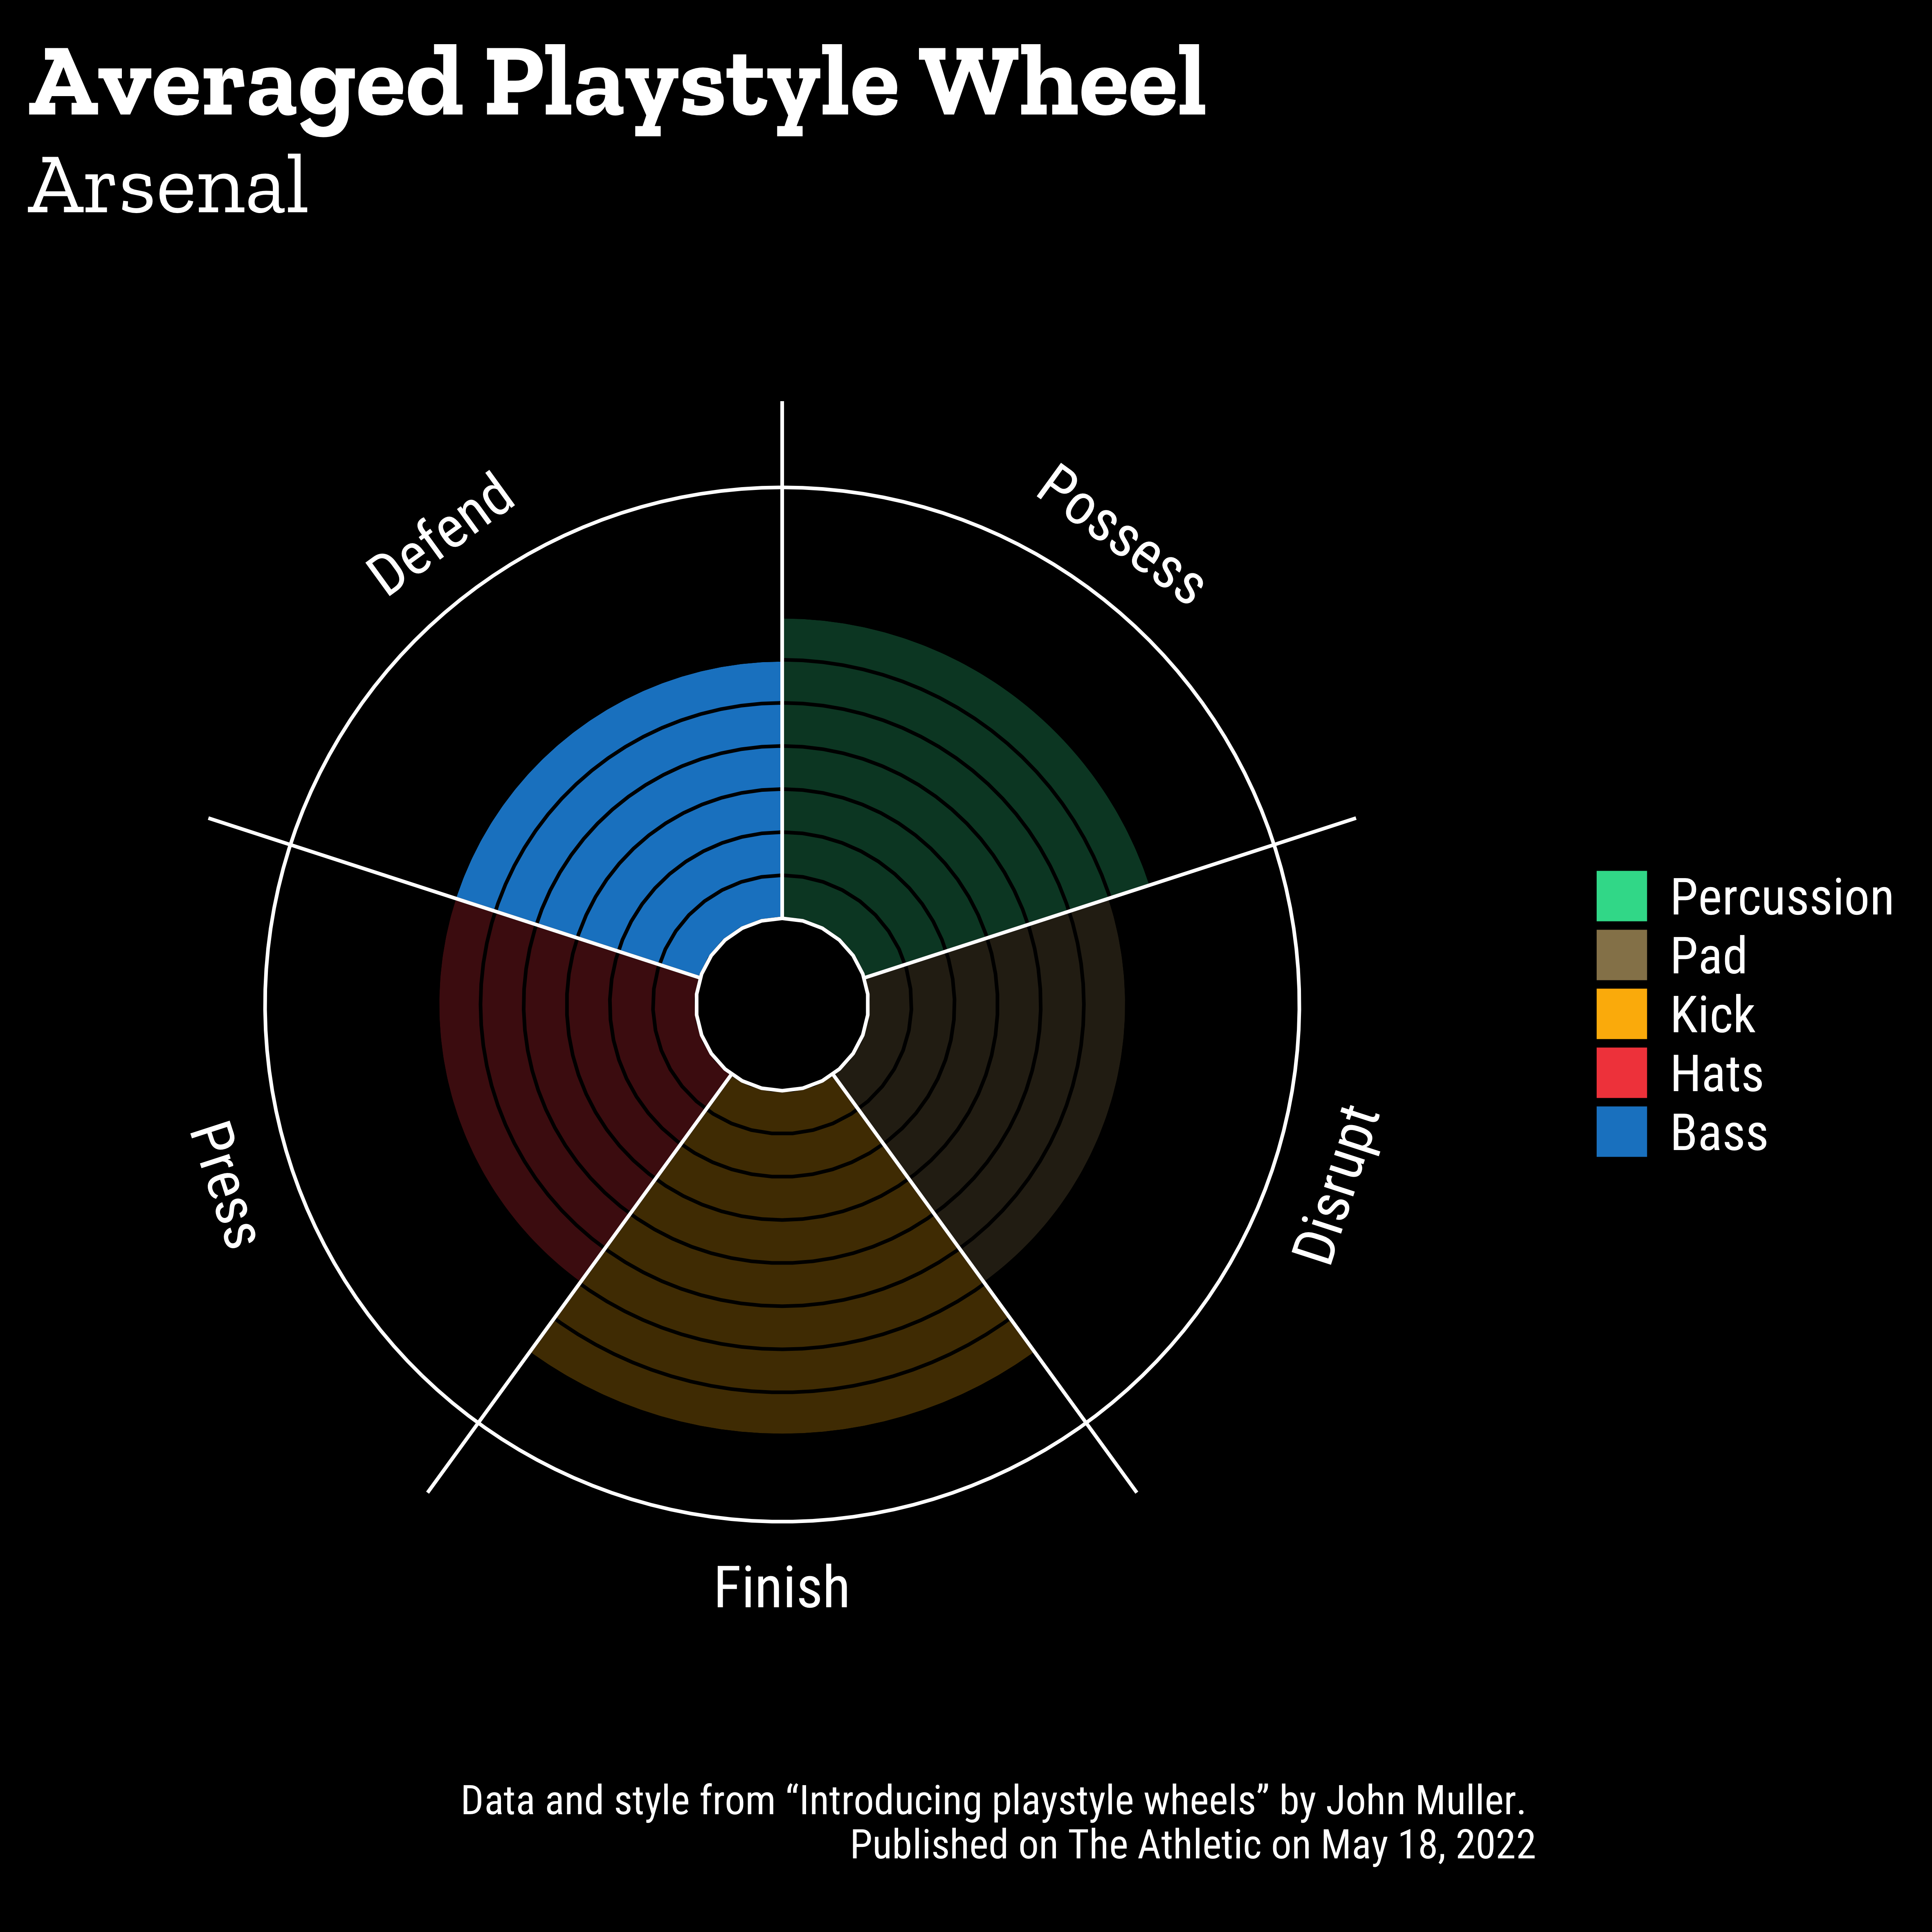 Averaged Playstyle Wheel
Arsenal
Defend
Possess
Press
Disrupt
Finish
Percussion
Pad
Kick
Hats
Bass
Data and style from “Introducing playstyle wheels” by John Muller.
Published on The Athletic on May 18, 2022